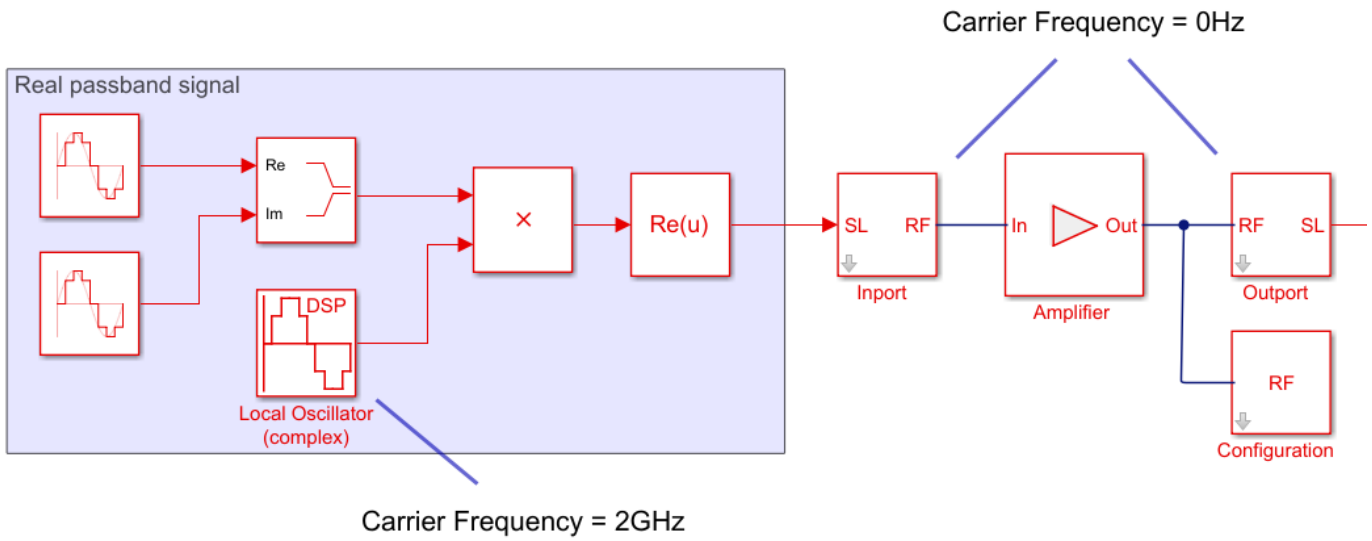 Carrier Frequency = 0Hz
Real passband signal
Re
Im
×
Re(u)
SL RF
In Out
RF SL
DSP
Inport
Amplifier
Outport
Local Oscillator
(complex)
RF
Configuration
Carrier Frequency = 2GHz